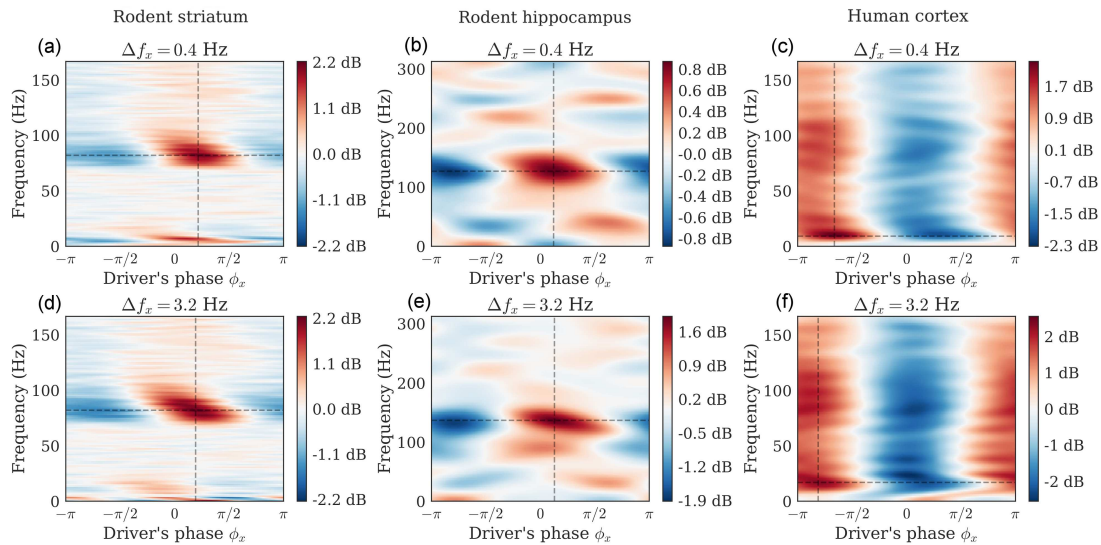 Rodent striatum
Rodent hippocampus
Human cortex
(a)
Δf_x = 0.4 Hz
Frequency (Hz)
150
100
50
0
−π
−π/2
0
π/2
π
Driver's phase ϕ_x
2.2 dB
1.1 dB
0.0 dB
-1.1 dB
-2.2 dB
(b)
Δf_x = 0.4 Hz
Frequency (Hz)
300
200
100
0
−π
−π/2
0
π/2
π
Driver's phase ϕ_x
0.8 dB
0.6 dB
0.4 dB
0.2 dB
-0.0 dB
-0.2 dB
-0.4 dB
-0.6 dB
-0.8 dB
(c)
Δf_x = 0.4 Hz
Frequency (Hz)
150
100
50
0
−π
−π/2
0
π/2
π
Driver's phase ϕ_x
1.7 dB
0.9 dB
0.1 dB
-0.7 dB
-1.5 dB
-2.3 dB
(d)
Δf_x = 3.2 Hz
Frequency (Hz)
150
100
50
0
−π
−π/2
0
π/2
π
Driver's phase ϕ_x
2.2 dB
1.1 dB
0.0 dB
-1.1 dB
-2.2 dB
(e)
Δf_x = 3.2 Hz
Frequency (Hz)
300
200
100
0
−π
−π/2
0
π/2
π
Driver's phase ϕ_x
1.6 dB
0.9 dB
0.2 dB
-0.5 dB
-1.2 dB
-1.9 dB
(f)
Δf_x = 3.2 Hz
Frequency (Hz)
150
100
50
0
−π
−π/2
0
π/2
π
Driver's phase ϕ_x
2 dB
1 dB
0 dB
-1 dB
-2 dB